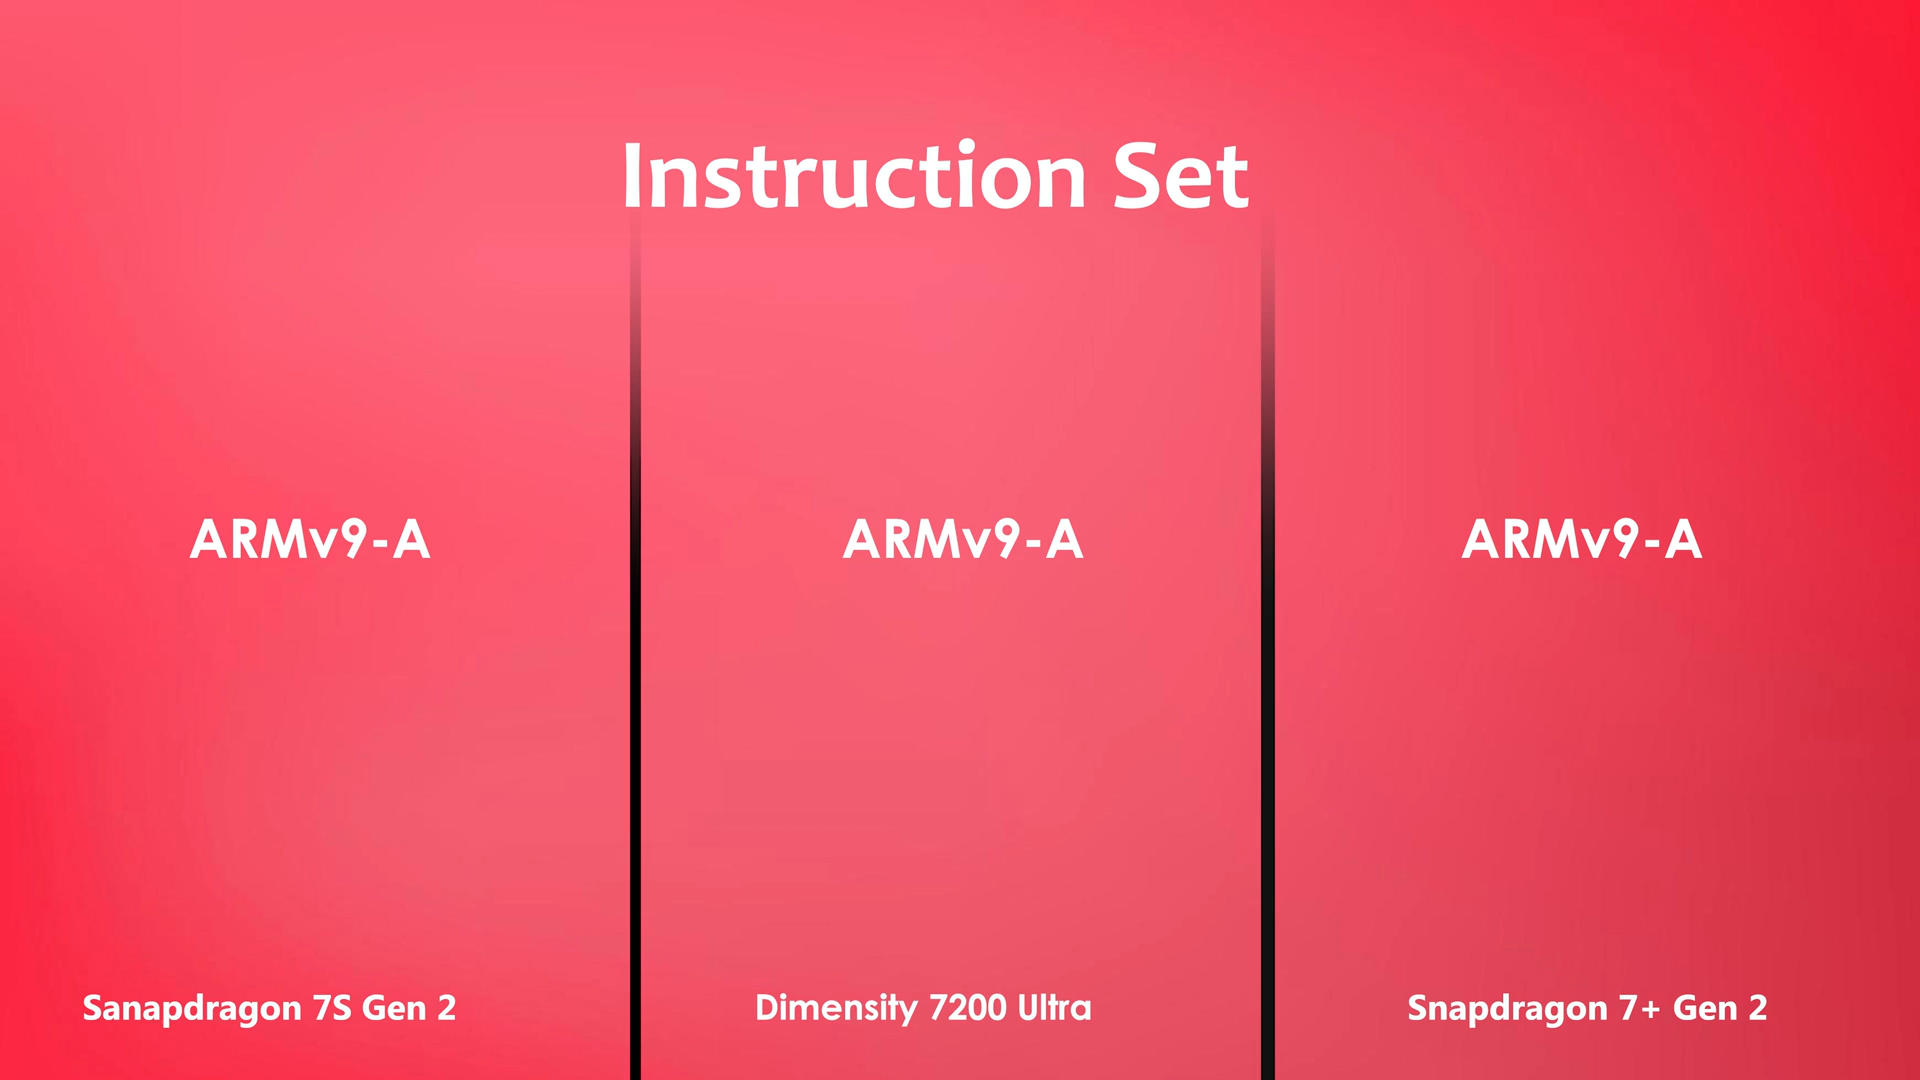 Instruction Set
ARMv9-A
ARMv9-A
ARMv9-A
Sanapdragon 7S Gen 2
Dimensity 7200 Ultra
Snapdragon 7+ Gen 2